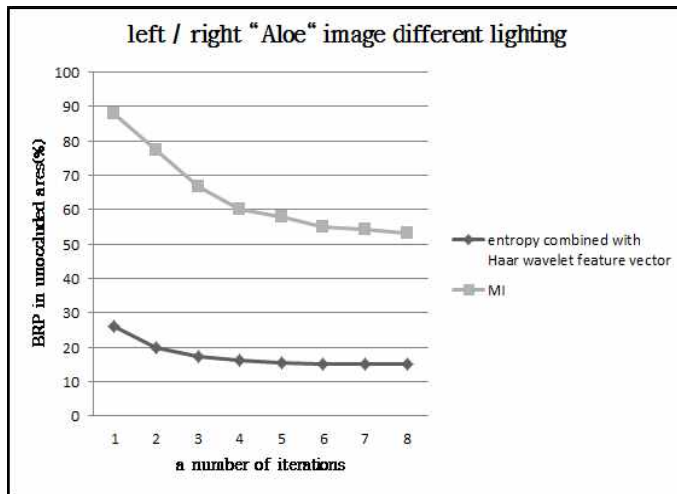 left / right “Aloe“ image different lighting
100
90
80
70
60
50
40
30
20
10
0
BRP in unoccluded ares(%)
1 2 3 4 5 6 7 8
a number of iterations
entropy combined with
Haar wavelet feature vector
MI